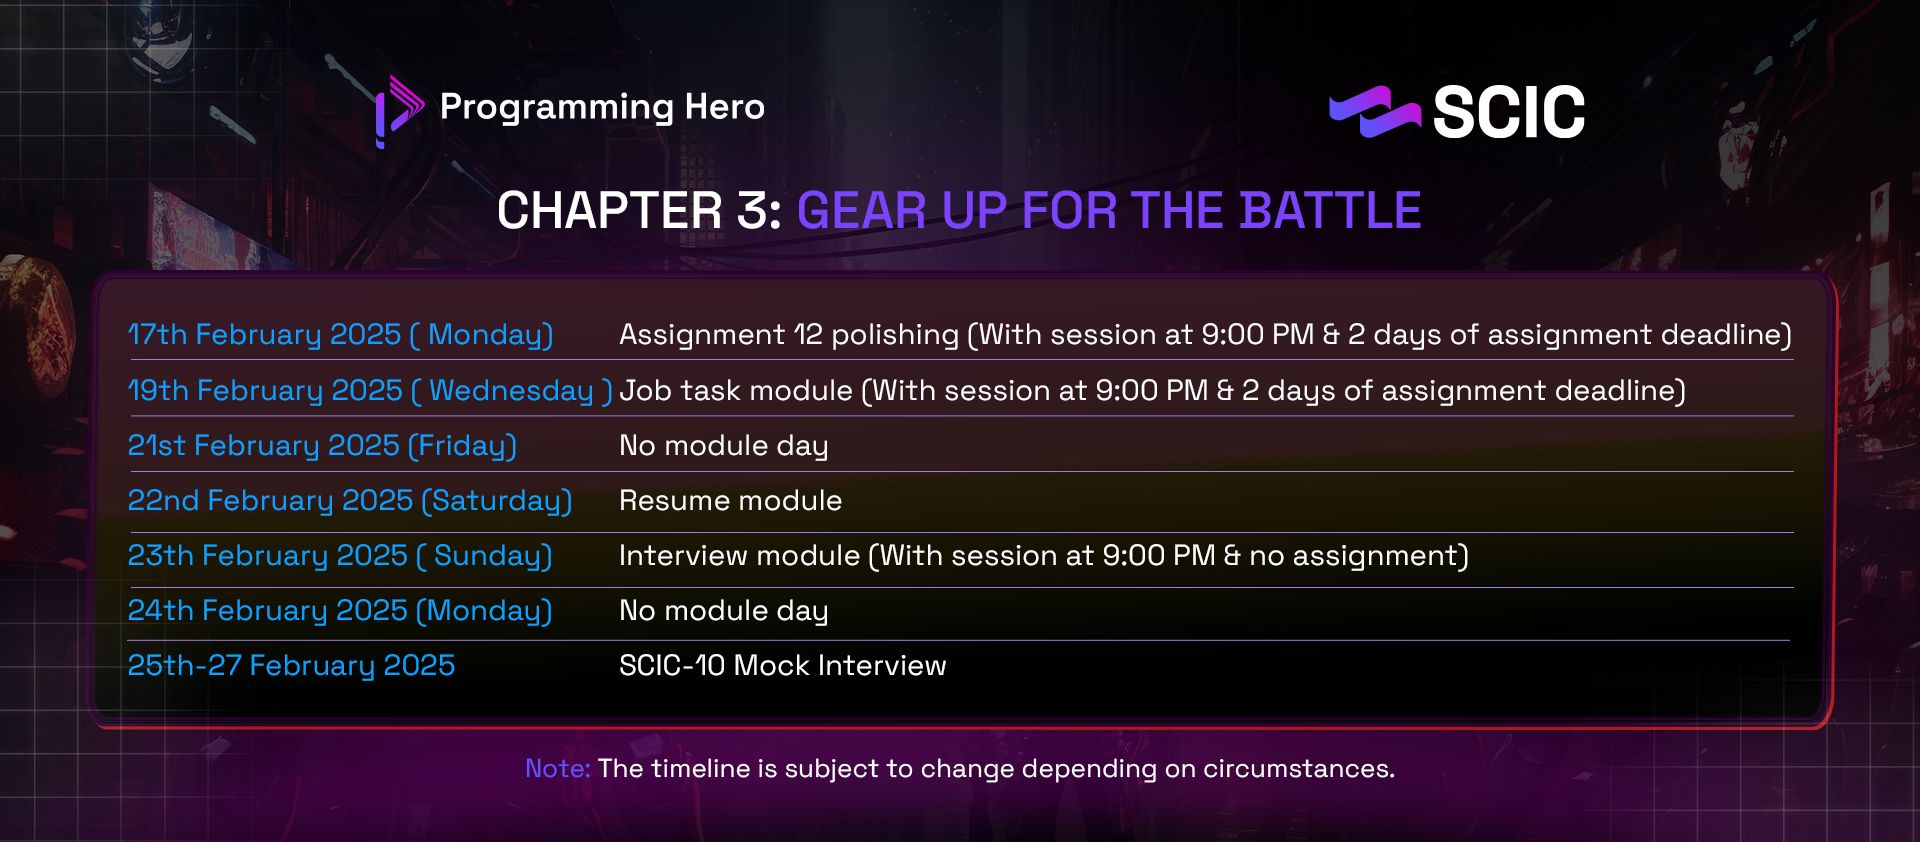 Programming Hero
SCIC
CHAPTER 3: GEAR UP FOR THE BATTLE
17th February 2025 ( Monday) Assignment 12 polishing (With session at 9:00 PM & 2 days of assignment deadline)
19th February 2025 ( Wednesday ) Job task module (With session at 9:00 PM & 2 days of assignment deadline)
21st February 2025 (Friday) No module day
22nd February 2025 (Saturday) Resume module
23th February 2025 ( Sunday) Interview module (With session at 9:00 PM & no assignment)
24th February 2025 (Monday) No module day
25th-27 February 2025 SCIC-10 Mock Interview
Note: The timeline is subject to change depending on circumstances.